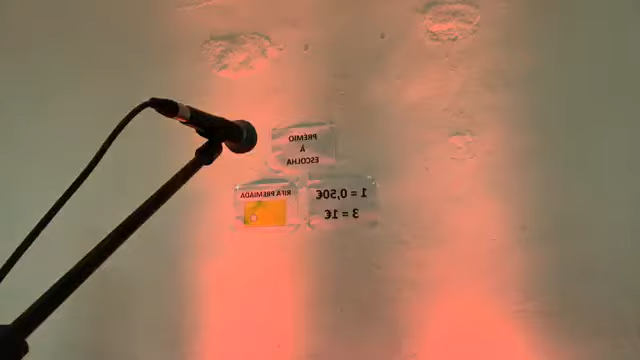 PRÉMIO
À
ESCOLHA
RIFA PREMIADA
1 = 0,50€
3 = 1€